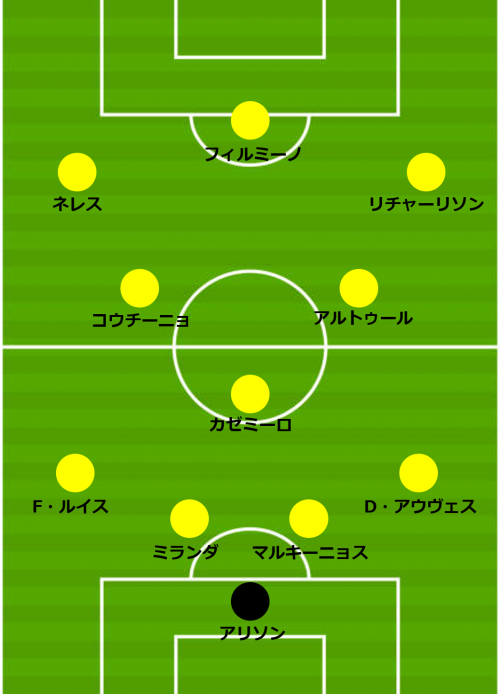 フィルミーノ
ネレス
リチャーリソン
コウチーニョ
アルトゥール
カゼミーロ
F・ルイス
D・アウヴェス
ミランダ
マルキーニョス
アリソン